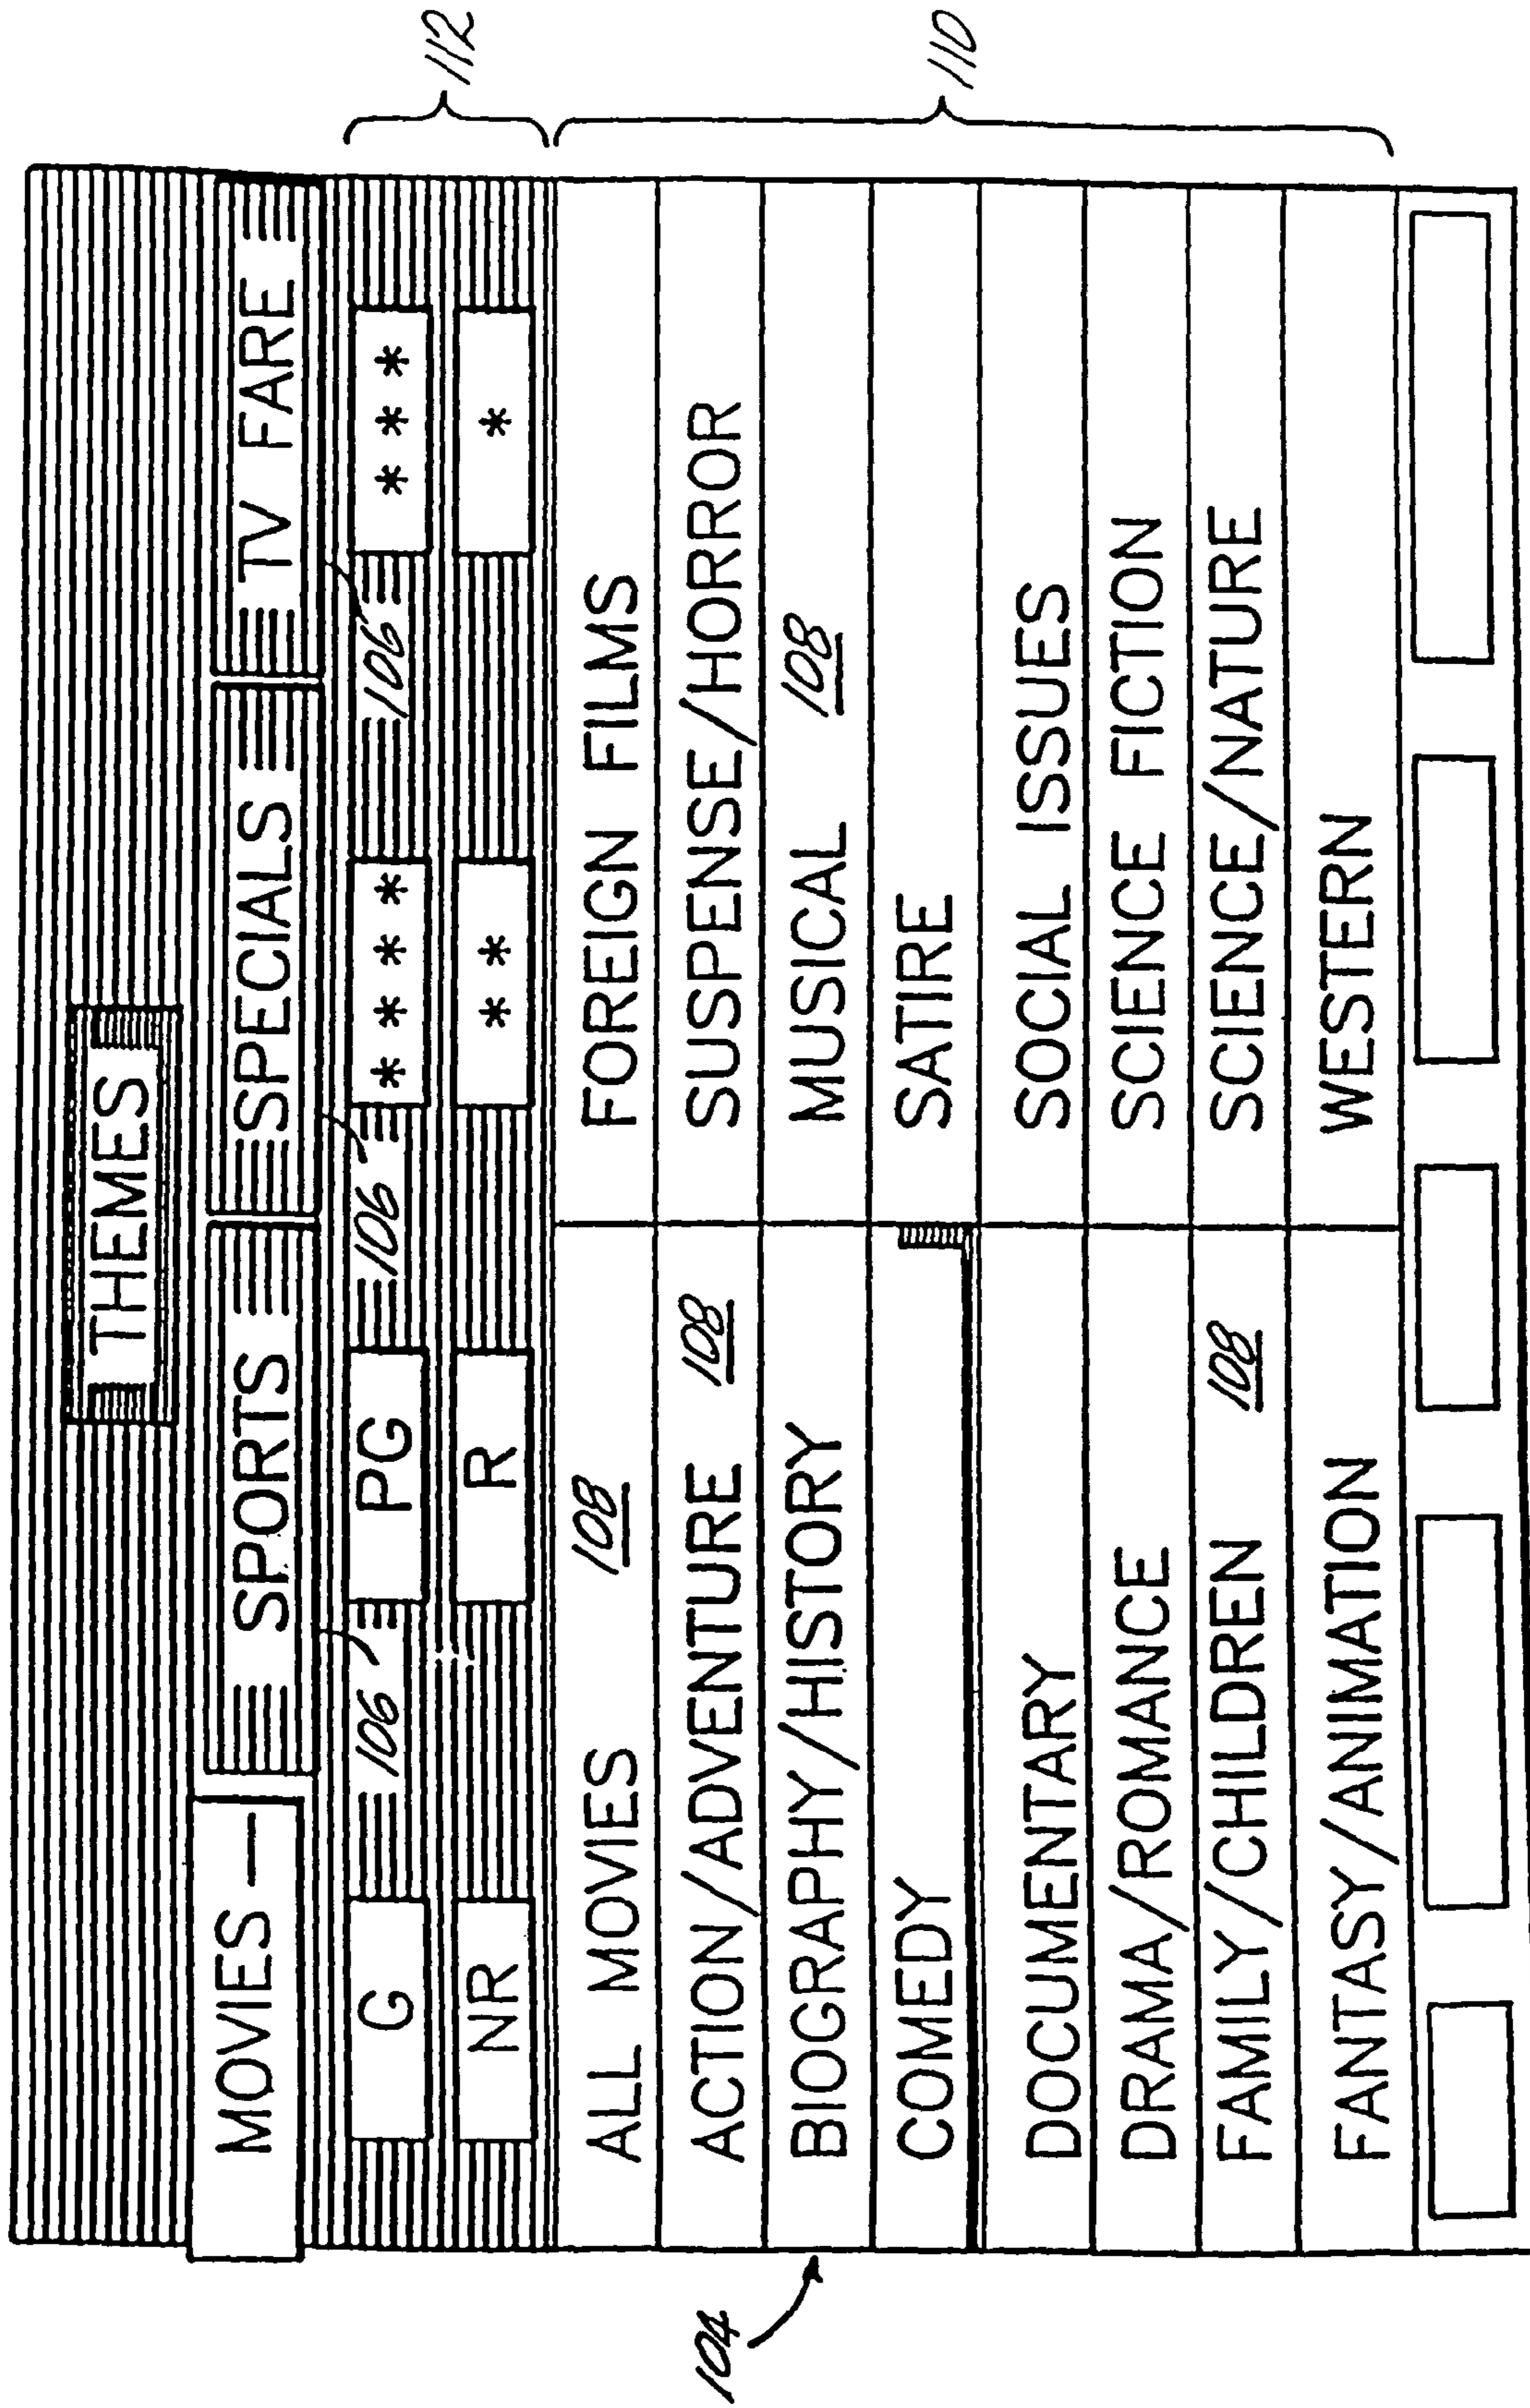 THEMES
MOVIES — SPORTS SPECIALS TV FARE
G 106 PG 106 **** 106 *** 112
NR R ** *
ALL MOVIES 108 FOREIGN FILMS
ACTION/ADVENTURE 108 SUSPENSE/HORROR
BIOGRAPHY/HISTORY MUSICAL 108
104
COMEDY SATIRE
110
DOCUMENTARY SOCIAL ISSUES
DRAMA/ROMANCE SCIENCE FICTION
FAMILY/CHILDREN 108 SCIENCE/NATURE
FANTASY/ANIMATION WESTERN